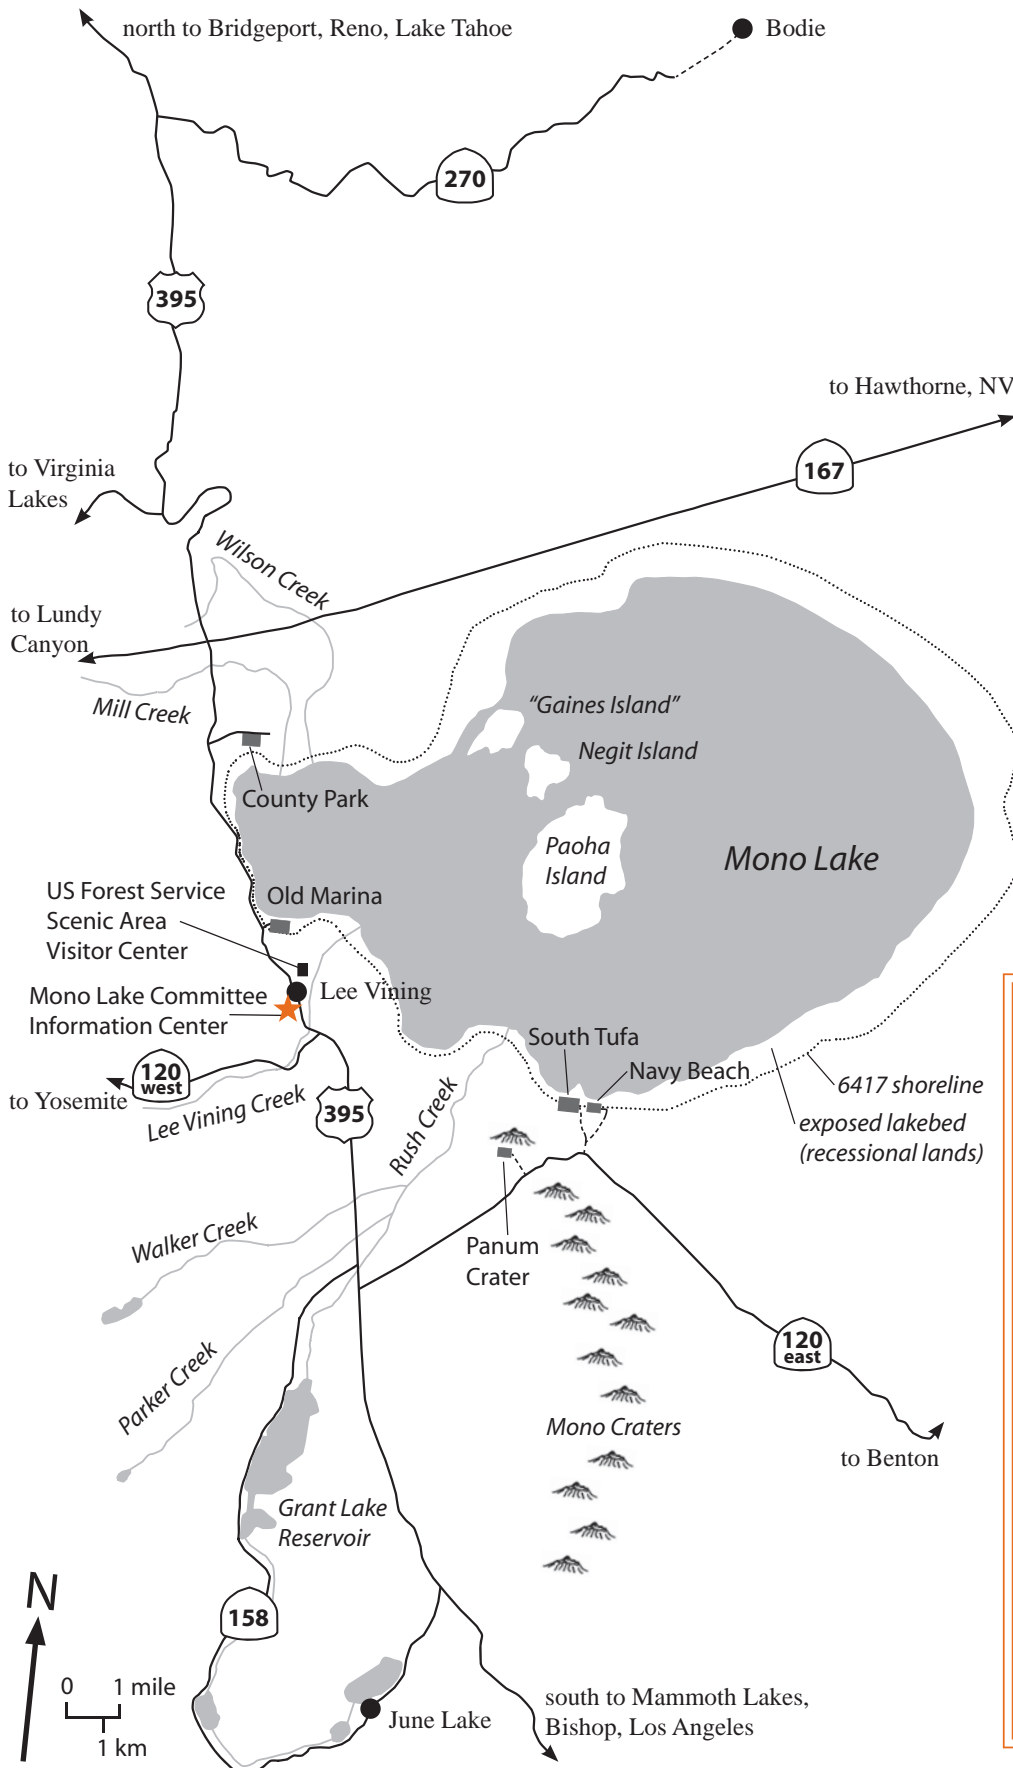 north to Bridgeport, Reno, Lake Tahoe
Bodie
270
395
to Hawthorne, NV
167
to Virginia
Lakes
Wilson Creek
to Lundy
Canyon
Mill Creek
"Gaines Island"
Negit Island
County Park
Paoha
Island
Mono Lake
US Forest Service
Scenic Area
Visitor Center
Old Marina
Mono Lake Committee
Information Center
Lee Vining
South Tufa
Navy Beach
120
west
to Yosemite
Lee Vining Creek
395
Rush Creek
6417 shoreline
exposed lakebed
(recessional lands)
Walker Creek
Panum
Crater
120
east
Parker Creek
Mono Craters
to Benton
Grant Lake
Reservoir
N
158
0 1 mile
1 km
June Lake
south to Mammoth Lakes,
Bishop, Los Angeles